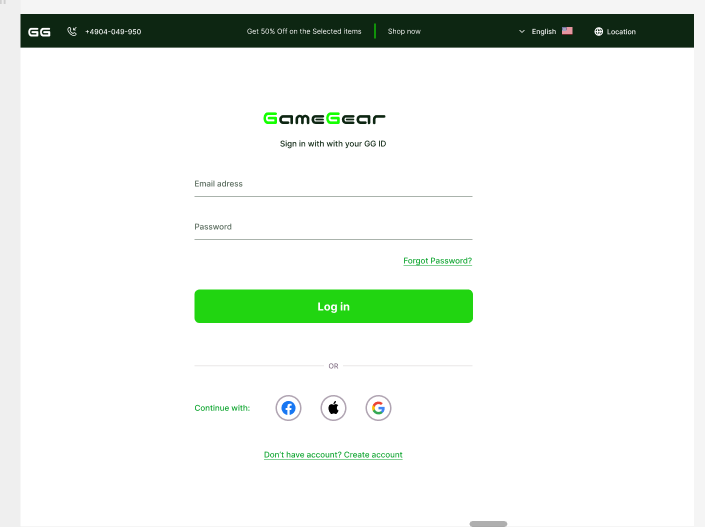 GG +4904-049-950 Get 50% Off on the Selected items Shop now English Location
GameGear
Sign in with with your GG ID
Email adress
Password
Forgot Password?
Log in
OR
Continue with:
Don't have account? Create account